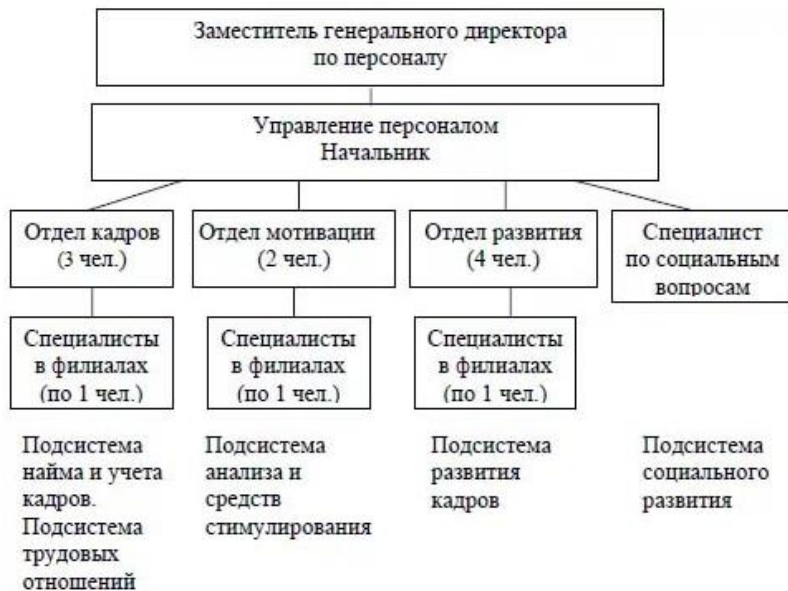 Заместитель генерального директора
по персоналу
Управление персоналом
Начальник
Отдел кадров
(3 чел.)
Отдел мотивации
(2 чел.)
Отдел развития
(4 чел.)
Специалист
по социальным
вопросам
Специалисты
в филиалах
(по 1 чел.)
Специалисты
в филиалах
(по 1 чел.)
Специалисты
в филиалах
(по 1 чел.)
Подсистема
найма и учета
кадров.
Подсистема
трудовых
отношений
Подсистема
анализа и
средств
стимулирования
Подсистема
развития
кадров
Подсистема
социального
развития